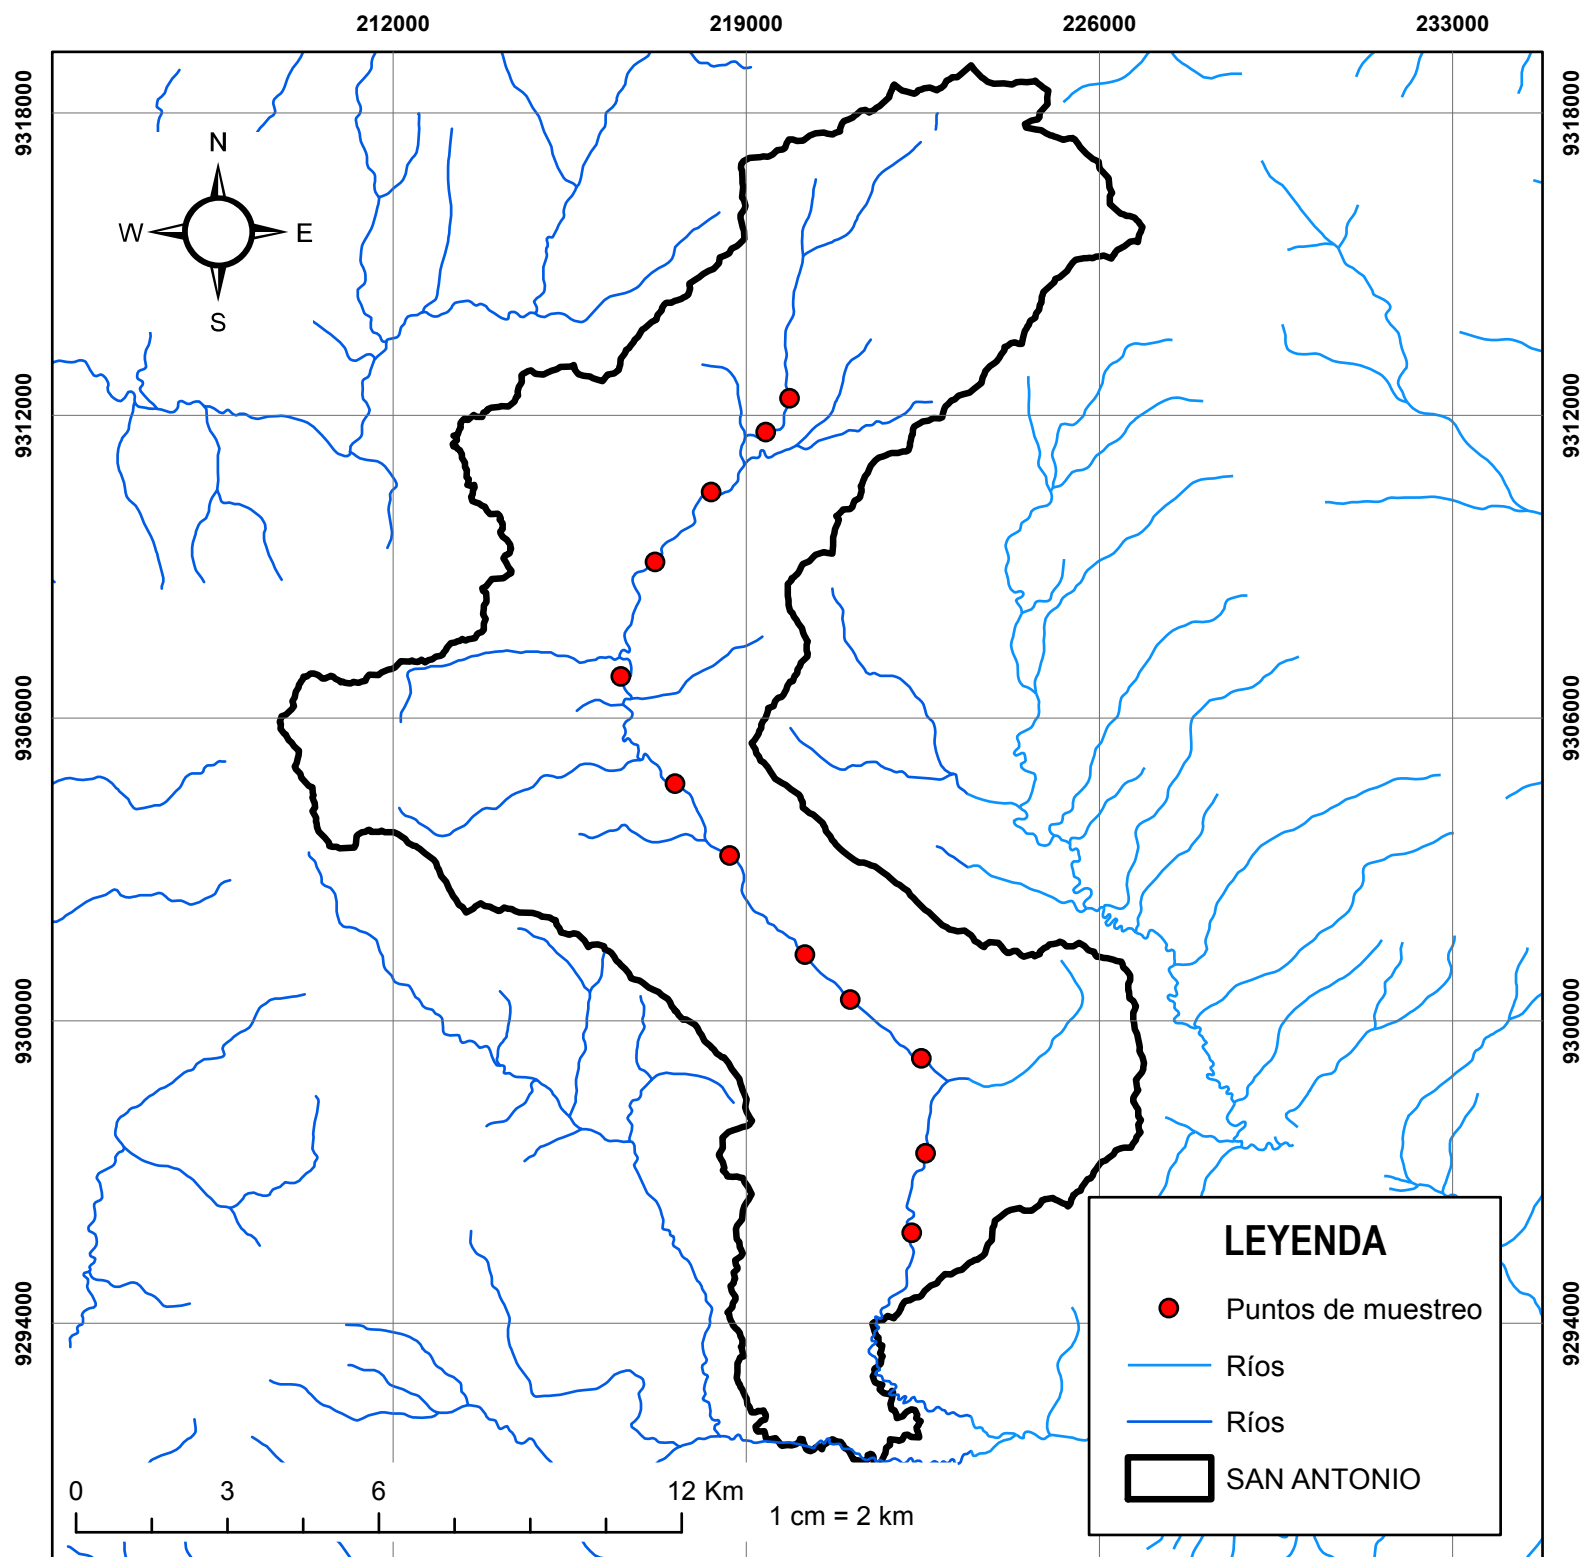 212000 219000 226000 233000
9318000 9318000
N
W E
S
9312000 9312000
9306000 9306000
9300000 9300000
LEYENDA
Puntos de muestreo
9294000 9294000
Ríos
Ríos
SAN ANTONIO
0 3 6 12 Km
1 cm = 2 km